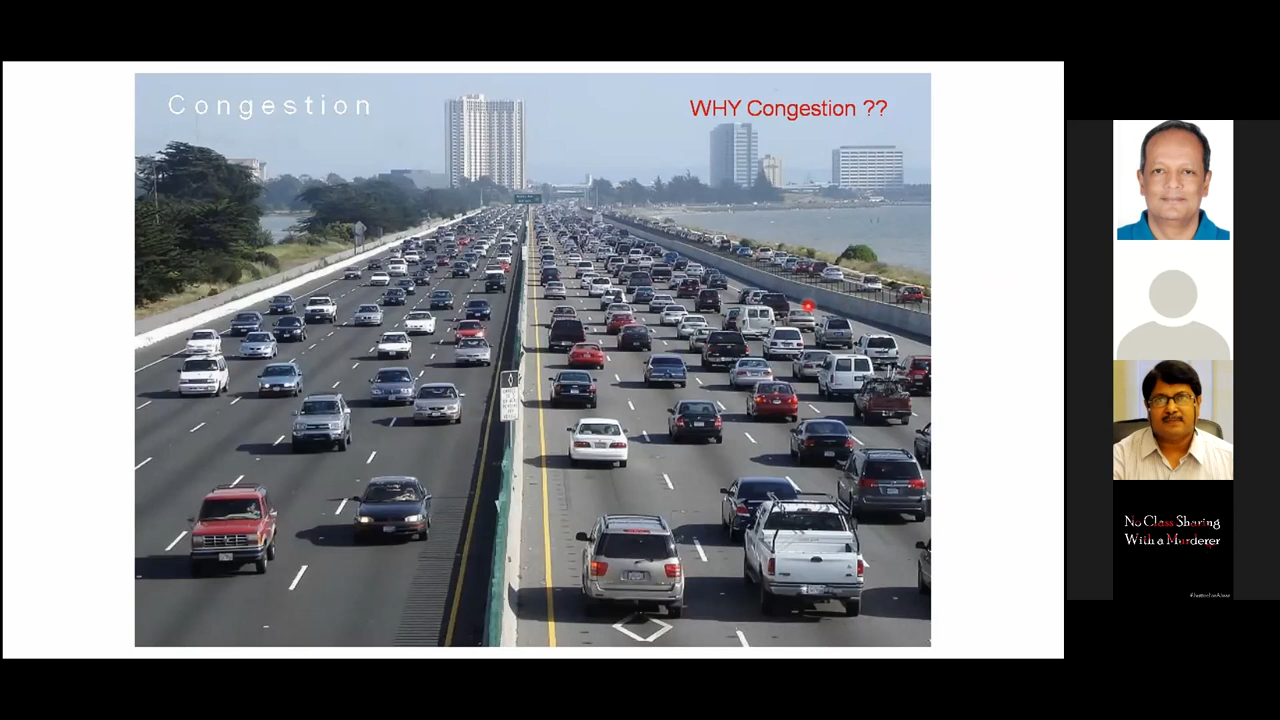 Congestion
WHY Congestion ??
No Class Sharing
With a Murderer